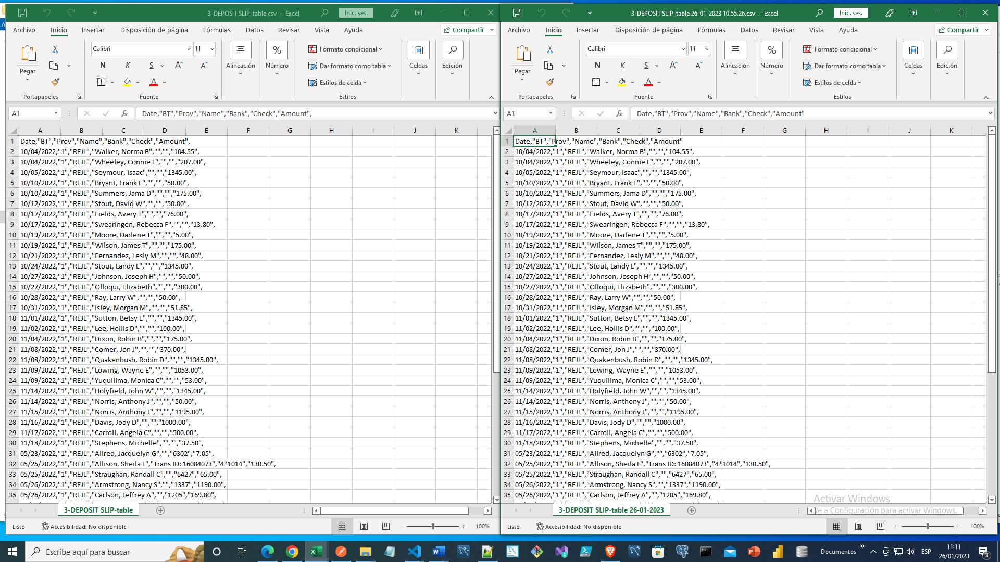 3-DEPOSIT SLIP-table.csv - Excel
Inic. ses.
Archivo Inicio Insertar Disposición de página Fórmulas Datos Revisar Vista Ayuda Compartir
Pegar
Portapapeles
Calibri 11
N K S A A
A
Fuente
Alineación
%
Número
Formato condicional
Dar formato como tabla
Estilos de celda
Estilos
Celdas
Edición
A1 fx Date,"BT","Prov","Name","Bank","Check","Amount",
A B C D E F G H I J K
1 Date,"BT","Prov","Name","Bank","Check","Amount",
2 10/04/2022,"1","REJL","Walker, Norma B","","","104.55",
3 10/04/2022,"1","REJL","Wheeley, Connie L","","","207.00",
4 10/05/2022,"1","REJL","Seymour, Isaac","","","1345.00",
5 10/10/2022,"1","REJL","Bryant, Frank E","","","50.00",
6 10/10/2022,"1","REJL","Summers, Jama D","","","175.00",
7 10/12/2022,"1","REJL","Stout, David W","","","50.00",
8 10/17/2022,"1","REJL","Fields, Avery T","","","76.00",
9 10/17/2022,"1","REJL","Swearingen, Rebecca F","","","13.80",
10 10/19/2022,"1","REJL","Moore, Darlene T","","","5.00",
11 10/19/2022,"1","REJL","Wilson, James T","","","175.00",
12 10/21/2022,"1","REJL","Fernandez, Lesly M","","","48.00",
13 10/24/2022,"1","REJL","Stout, Landy L","","","1345.00",
14 10/27/2022,"1","REJL","Johnson, Joseph H","","","50.00",
15 10/27/2022,"1","REJL","Olloqui, Elizabeth","","","300.00",
16 10/28/2022,"1","REJL","Ray, Larry W","","","50.00",
17 10/31/2022,"1","REJL","Isley, Morgan M","","","51.85",
18 11/01/2022,"1","REJL","Sutton, Betsy E","","","1345.00",
19 11/02/2022,"1","REJL","Lee, Hollis D","","","100.00",
20 11/04/2022,"1","REJL","Dixon, Robin B","","","175.00",
21 11/08/2022,"1","REJL","Comer, Jon J","","","370.00",
22 11/08/2022,"1","REJL","Quakenbush, Robin D","","","1345.00",
23 11/09/2022,"1","REJL","Lowing, Wayne E","","","1053.00",
24 11/09/2022,"1","REJL","Yuquilima, Monica C","","","53.00",
25 11/14/2022,"1","REJL","Holyfield, John W","","","1345.00",
26 11/14/2022,"1","REJL","Norris, Anthony J","","","50.00",
27 11/15/2022,"1","REJL","Norris, Anthony J","","","1195.00",
28 11/16/2022,"1","REJL","Davis, Jody D","","","1000.00",
29 11/17/2022,"1","REJL","Carroll, Angela C","","","500.00",
30 11/18/2022,"1","REJL","Stephens, Michelle","","","37.50",
31 05/23/2022,"1","REJL","Allred, Jacquelyn G","","6302","7.05",
32 05/25/2022,"1","REJL","Allison, Sheila L","Trans ID: 16084073","4*1014","130.50",
33 05/25/2022,"1","REJL","Straughan, Randall C","","6427","65.00",
34 05/26/2022,"1","REJL","Armstrong, Nancy S","","1337","1190.00",
35 05/26/2022,"1","REJL","Carlson, Jeffrey A","","1205","169.80",
3-DEPOSIT SLIP-table
Listo Accesibilidad: No disponible 100%
3-DEPOSIT SLIP-table 26-01-2023 10.55.26.csv - Excel
Inic. ses.
Archivo Inicio Insertar Disposición de página Fórmulas Datos Revisar Vista Ayuda Compartir
Pegar
Portapapeles
Calibri 11
N K S A A
A
Fuente
Alineación
%
Número
Formato condicional
Dar formato como tabla
Estilos de celda
Estilos
Celdas
Edición
A1 fx Date,"BT","Prov","Name","Bank","Check","Amount"
A B C D E F G H I J K
1 Date,"BT","Prov","Name","Bank","Check","Amount"
2 10/04/2022,"1","REJL","Walker, Norma B","","","104.55",
3 10/04/2022,"1","REJL","Wheeley, Connie L","","","207.00",
4 10/05/2022,"1","REJL","Seymour, Isaac","","","1345.00",
5 10/10/2022,"1","REJL","Bryant, Frank E","","","50.00",
6 10/10/2022,"1","REJL","Summers, Jama D","","","175.00",
7 10/12/2022,"1","REJL","Stout, David W","","","50.00",
8 10/17/2022,"1","REJL","Fields, Avery T","","","76.00",
9 10/17/2022,"1","REJL","Swearingen, Rebecca F","","","13.80",
10 10/19/2022,"1","REJL","Moore, Darlene T","","","5.00",
11 10/19/2022,"1","REJL","Wilson, James T","","","175.00",
12 10/21/2022,"1","REJL","Fernandez, Lesly M","","","48.00",
13 10/24/2022,"1","REJL","Stout, Landy L","","","1345.00",
14 10/27/2022,"1","REJL","Johnson, Joseph H","","","50.00",
15 10/27/2022,"1","REJL","Olloqui, Elizabeth","","","300.00",
16 10/28/2022,"1","REJL","Ray, Larry W","","","50.00",
17 10/31/2022,"1","REJL","Isley, Morgan M","","","51.85",
18 11/01/2022,"1","REJL","Sutton, Betsy E","","","1345.00",
19 11/02/2022,"1","REJL","Lee, Hollis D","","","100.00",
20 11/04/2022,"1","REJL","Dixon, Robin B","","","175.00",
21 11/08/2022,"1","REJL","Comer, Jon J","","","370.00",
22 11/08/2022,"1","REJL","Quakenbush, Robin D","","","1345.00",
23 11/09/2022,"1","REJL","Lowing, Wayne E","","","1053.00",
24 11/09/2022,"1","REJL","Yuquilima, Monica C","","","53.00",
25 11/14/2022,"1","REJL","Holyfield, John W","","","1345.00",
26 11/14/2022,"1","REJL","Norris, Anthony J","","","50.00",
27 11/15/2022,"1","REJL","Norris, Anthony J","","","1195.00",
28 11/16/2022,"1","REJL","Davis, Jody D","","","1000.00",
29 11/17/2022,"1","REJL","Carroll, Angela C","","","500.00",
30 11/18/2022,"1","REJL","Stephens, Michelle","","","37.50",
31 05/23/2022,"1","REJL","Allred, Jacquelyn G","","6302","7.05",
32 05/25/2022,"1","REJL","Allison, Sheila L","Trans ID: 16084073","4*1014","130.50",
33 05/25/2022,"1","REJL","Straughan, Randall C","","6427","65.00",
34 05/26/2022,"1","REJL","Armstrong, Nancy S","","1337","1190.00",
35 05/26/2022,"1","REJL","Carlson, Jeffrey A","","1205","169.80",
Activar Windows
Ve a Configuración para activar Windows.
3-DEPOSIT SLIP-table 26-01-2023
Listo Accesibilidad: No disponible 100%
Escribe aquí para buscar
Documentos ESP 11:11
26/01/2023 3